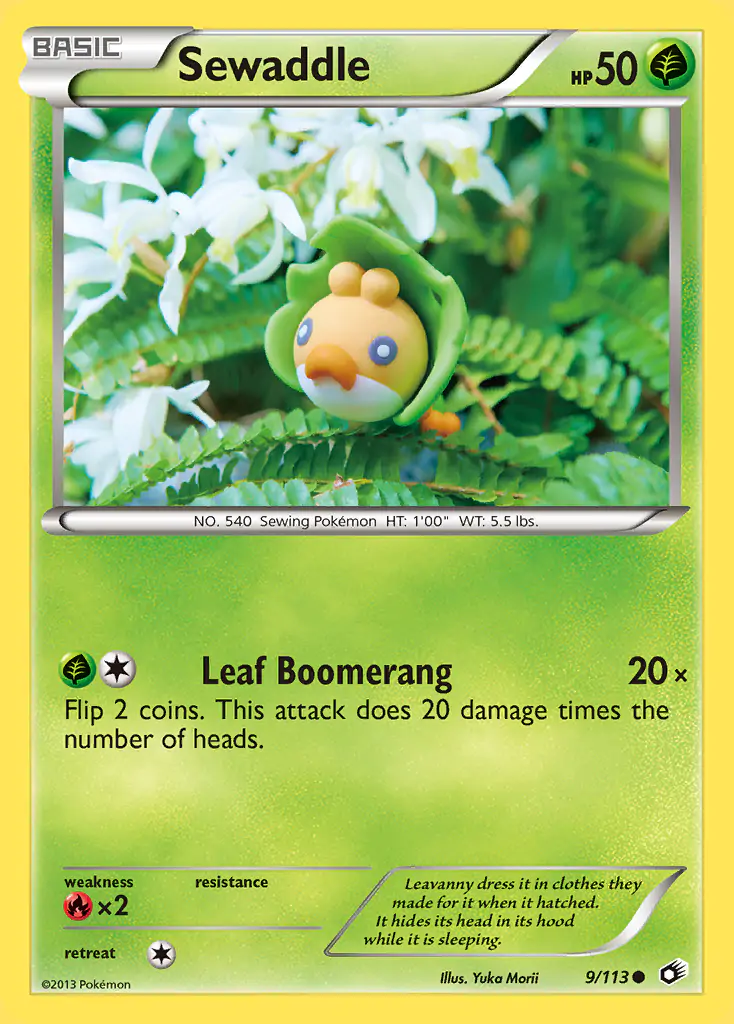 BASIC
Sewaddle
HP 50
NO. 540 Sewing Pokémon HT: 1'00" WT: 5.5 lbs.
Leaf Boomerang 20×
Flip 2 coins. This attack does 20 damage times the
number of heads.
weakness resistance
×2
Leavanny dress it in clothes they
made for it when it hatched.
It hides its head in its hood
while it is sleeping.
retreat
©2013 Pokémon
Illus. Yuka Morii
9/113